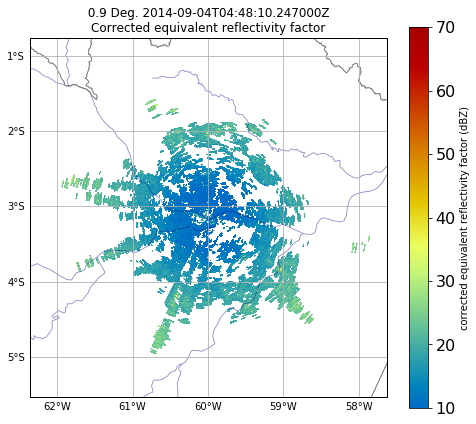 0.9 Deg. 2014-09-04T04:48:10.247000Z
Corrected equivalent reflectivity factor
1°S
2°S
3°S
4°S
5°S
62°W
61°W
60°W
59°W
58°W
70
60
50
40
30
20
10
corrected equivalent reflectivity factor (dBZ)